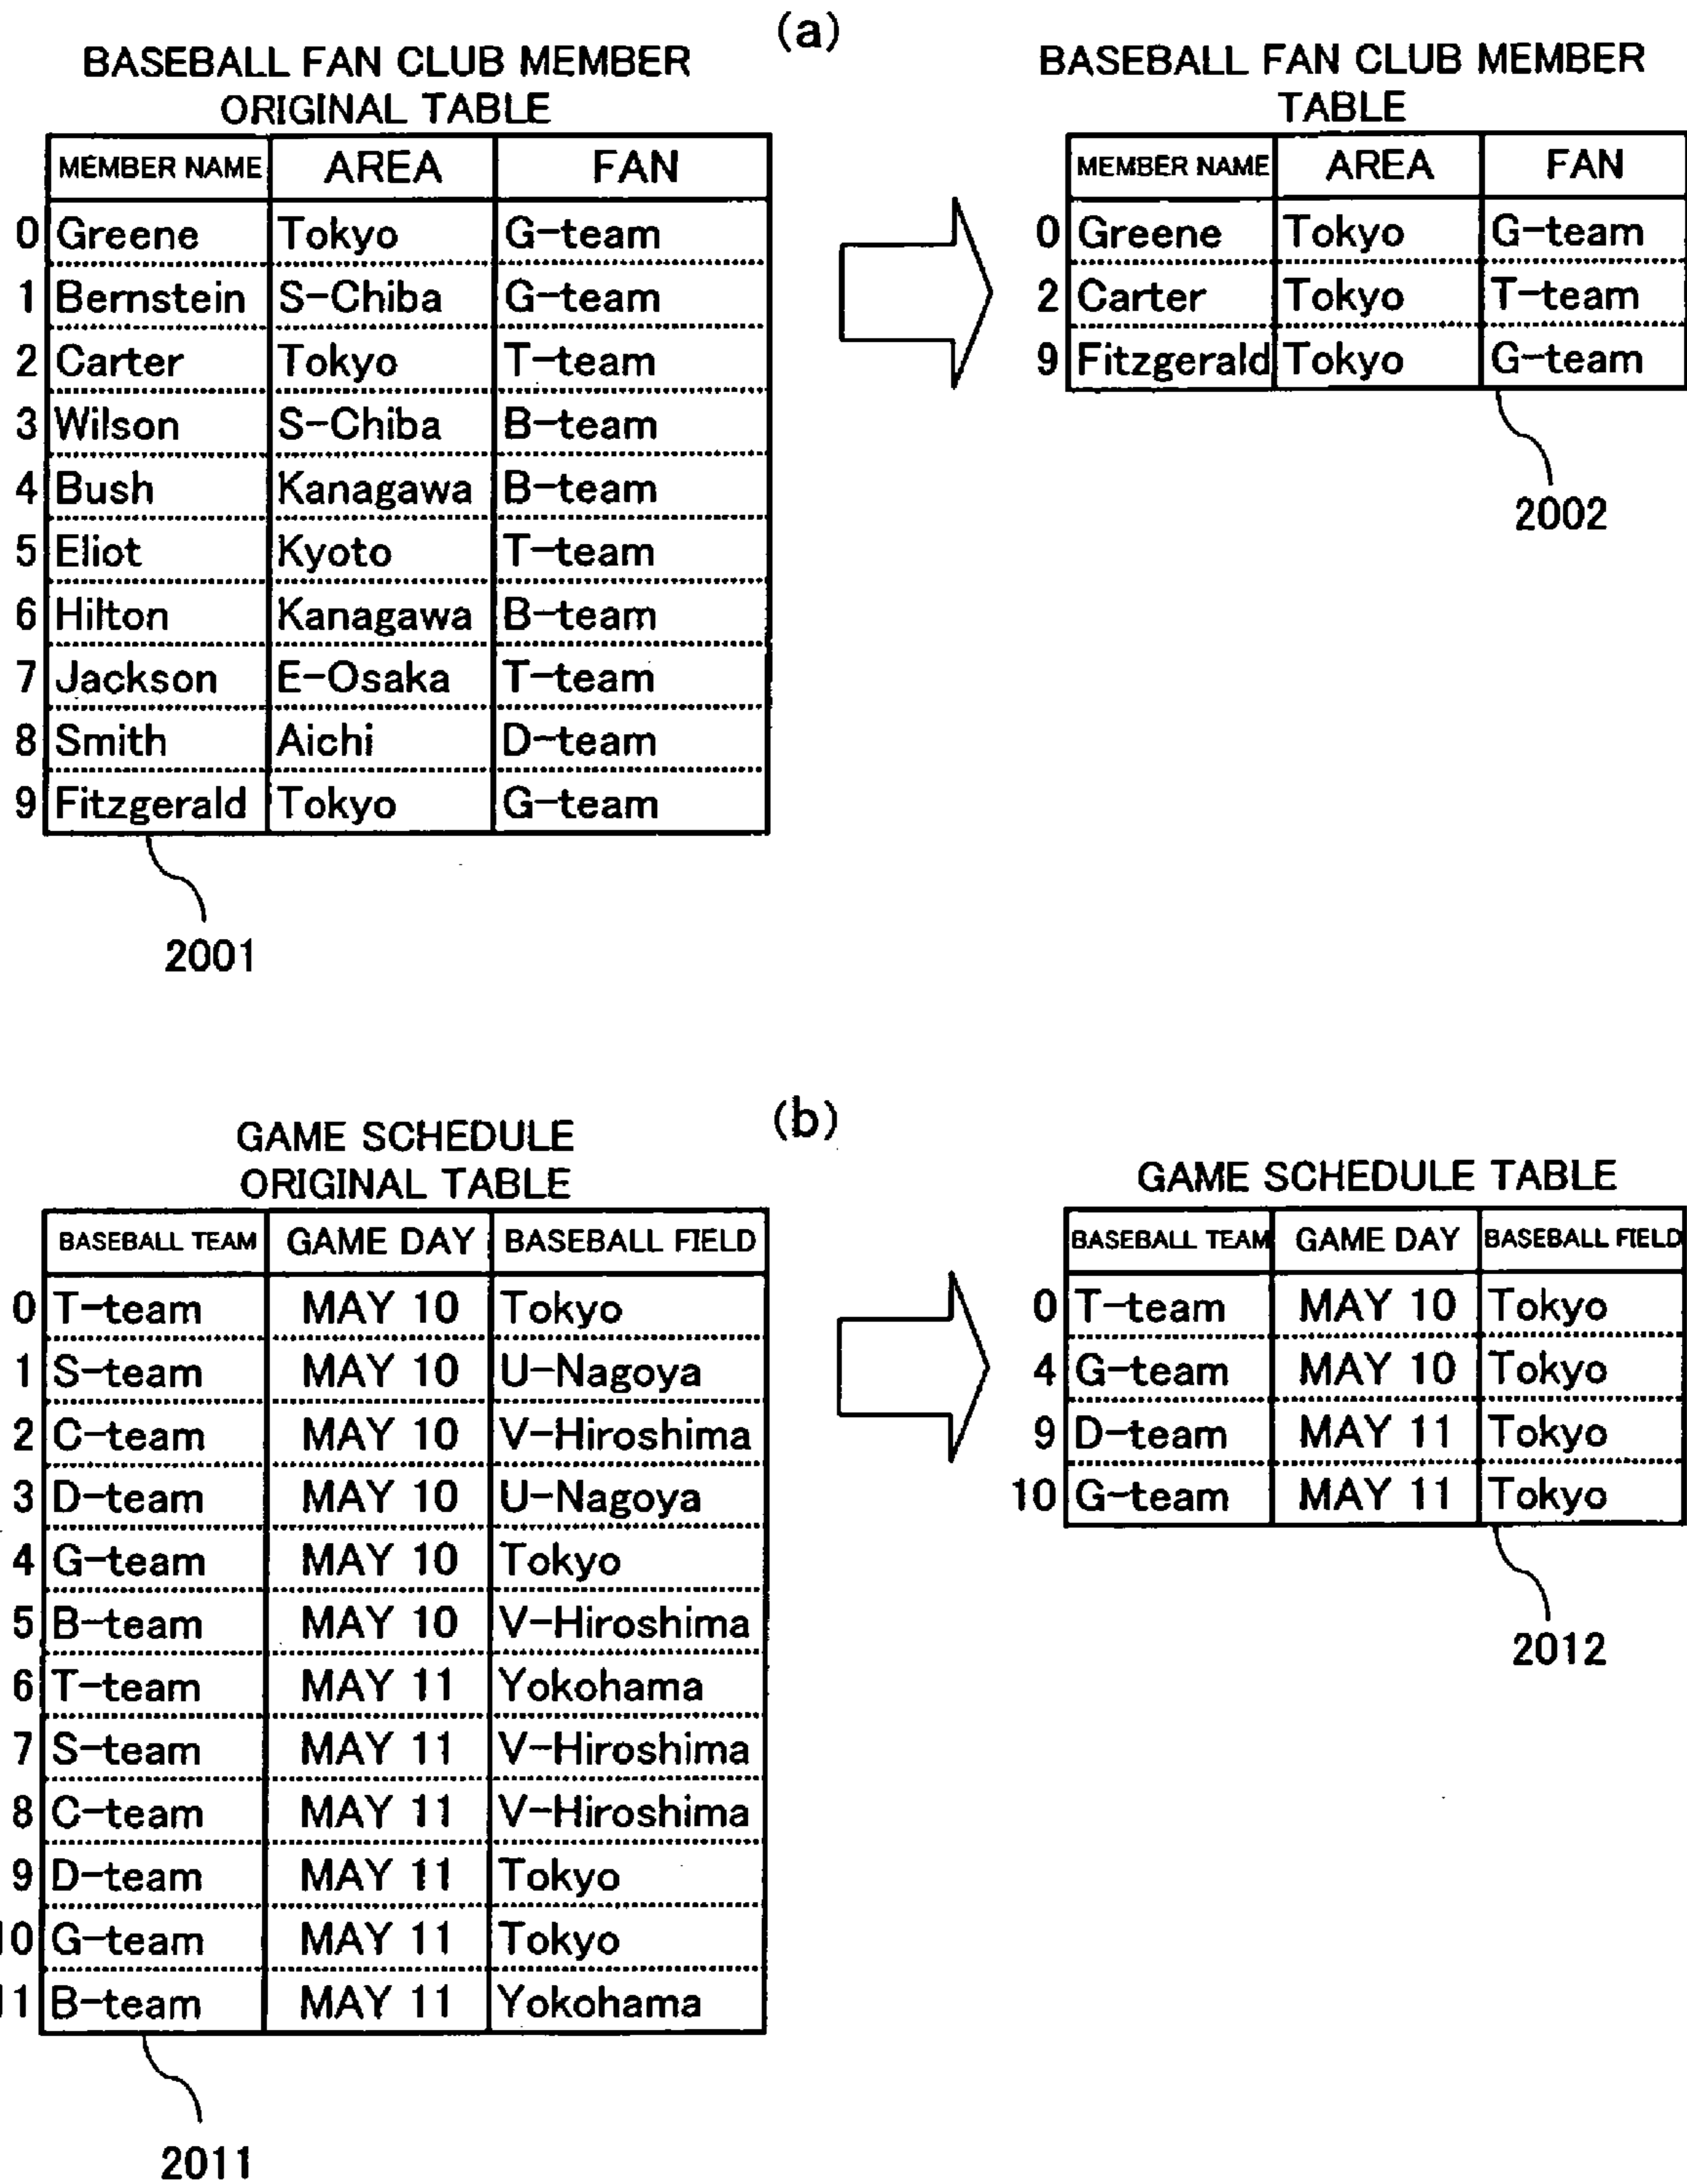 (a)
BASEBALL FAN CLUB MEMBER
ORIGINAL TABLE
MEMBER NAME AREA FAN
0 Greene Tokyo G-team
1 Bernstein S-Chiba G-team
2 Carter Tokyo T-team
3 Wilson S-Chiba B-team
4 Bush Kanagawa B-team
5 Eliot Kyoto T-team
6 Hilton Kanagawa B-team
7 Jackson E-Osaka T-team
8 Smith Aichi D-team
9 Fitzgerald Tokyo G-team
2001
BASEBALL FAN CLUB MEMBER
TABLE
MEMBER NAME AREA FAN
0 Greene Tokyo G-team
2 Carter Tokyo T-team
9 Fitzgerald Tokyo G-team
2002
(b)
GAME SCHEDULE
ORIGINAL TABLE
BASEBALL TEAM GAME DAY BASEBALL FIELD
0 T-team MAY 10 Tokyo
1 S-team MAY 10 U-Nagoya
2 C-team MAY 10 V-Hiroshima
3 D-team MAY 10 U-Nagoya
4 G-team MAY 10 Tokyo
5 B-team MAY 10 V-Hiroshima
6 T-team MAY 11 Yokohama
7 S-team MAY 11 V-Hiroshima
8 C-team MAY 11 V-Hiroshima
9 D-team MAY 11 Tokyo
10 G-team MAY 11 Tokyo
11 B-team MAY 11 Yokohama
2011
GAME SCHEDULE TABLE
BASEBALL TEAM GAME DAY BASEBALL FIELD
0 T-team MAY 10 Tokyo
4 G-team MAY 10 Tokyo
9 D-team MAY 11 Tokyo
10 G-team MAY 11 Tokyo
2012